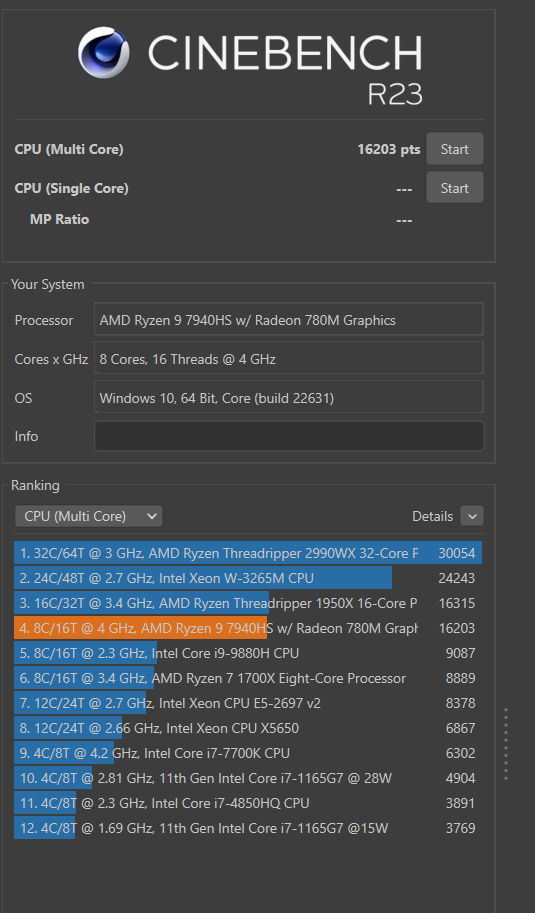 CINEBENCH
R23
CPU (Multi Core) 16203 pts Start
CPU (Single Core) --- Start
MP Ratio ---
Your System
Processor AMD Ryzen 9 7940HS w/ Radeon 780M Graphics
Cores x GHz 8 Cores, 16 Threads @ 4 GHz
OS Windows 10, 64 Bit, Core (build 22631)
Info
Ranking
CPU (Multi Core) Details
1. 32C/64T @ 3 GHz, AMD Ryzen Threadripper 2990WX 32-Core P 30054
2. 24C/48T @ 2.7 GHz, Intel Xeon W-3265M CPU 24243
3. 16C/32T @ 3.4 GHz, AMD Ryzen Threadripper 1950X 16-Core P 16315
4. 8C/16T @ 4 GHz, AMD Ryzen 9 7940HS w/ Radeon 780M Graph 16203
5. 8C/16T @ 2.3 GHz, Intel Core i9-9880H CPU 9087
6. 8C/16T @ 3.4 GHz, AMD Ryzen 7 1700X Eight-Core Processor 8889
7. 12C/24T @ 2.7 GHz, Intel Xeon CPU E5-2697 v2 8378
8. 12C/24T @ 2.66 GHz, Intel Xeon CPU X5650 6867
9. 4C/8T @ 4.2 GHz, Intel Core i7-7700K CPU 6302
10. 4C/8T @ 2.81 GHz, 11th Gen Intel Core i7-1165G7 @ 28W 4904
11. 4C/8T @ 2.3 GHz, Intel Core i7-4850HQ CPU 3891
12. 4C/8T @ 1.69 GHz, 11th Gen Intel Core i7-1165G7 @15W 3769